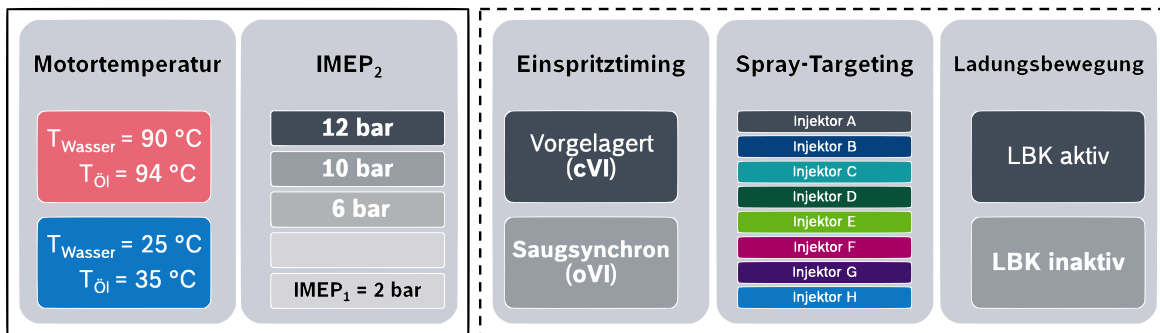 Motortemperatur
T_Wasser = 90 °C
T_Öl = 94 °C
T_Wasser = 25 °C
T_Öl = 35 °C
IMEP₂
12 bar
10 bar
6 bar
IMEP₁ = 2 bar
Einspritztiming
Vorgelagert
(cVI)
Saugsynchron
(oVI)
Spray-Targeting
Injektor A
Injektor B
Injektor C
Injektor D
Injektor E
Injektor F
Injektor G
Injektor H
Ladungsbewegung
LBK aktiv
LBK inaktiv